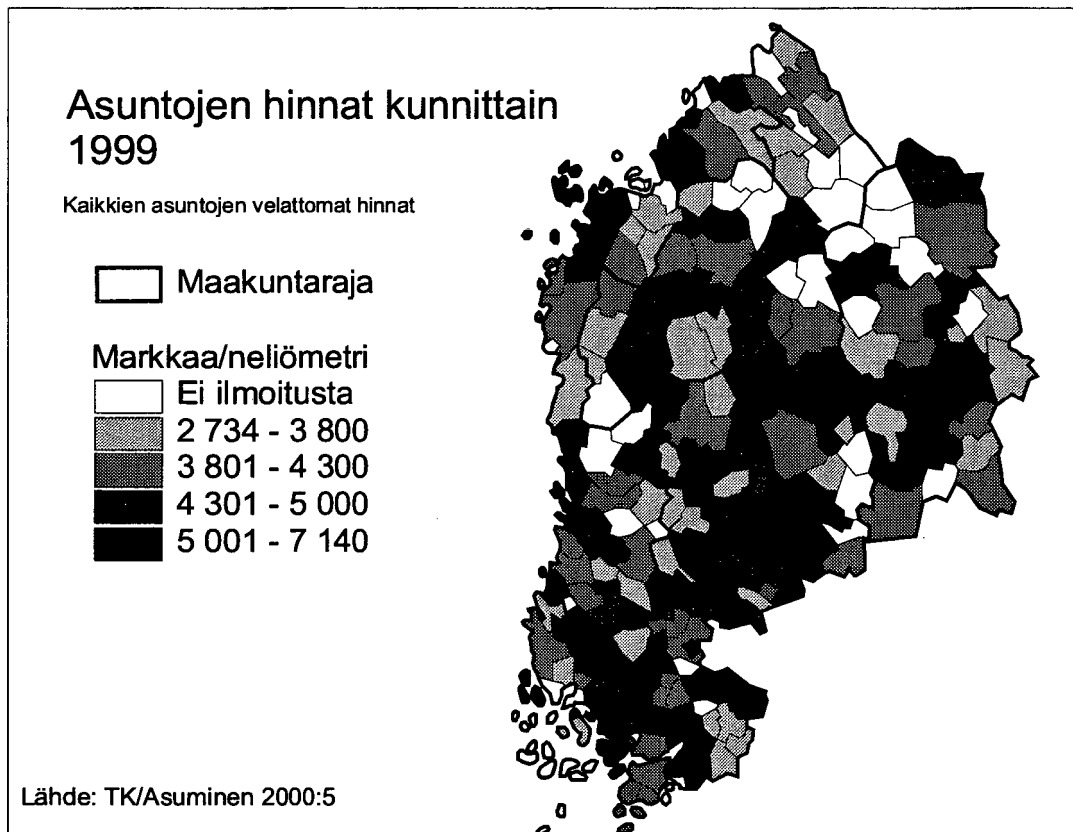 Asuntojen hinnat kunnittain
1999
Kaikkien asuntojen velattomat hinnat
Maakuntaraja
Markkaa/neliömetri
Ei ilmoitusta
2 734 - 3 800
3 801 - 4 300
4 301 - 5 000
5 001 - 7 140
Lähde: TK/Asuminen 2000:5